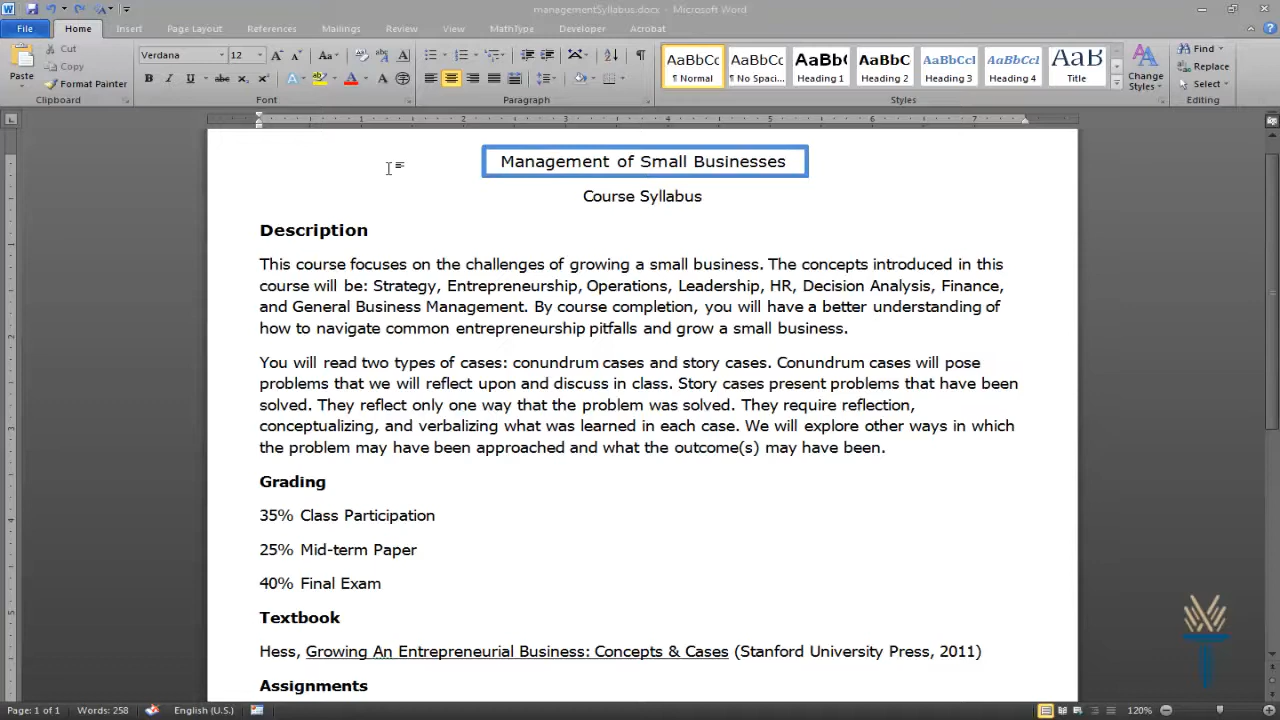 managementSyllabus.docx - Microsoft Word
File Home Insert Page Layout References Mailings Review View MathType Developer Acrobat
Paste
Cut
Copy
Format Painter
Clipboard
Verdana 12
Font
Paragraph
AaBbCc AaBbCc AaBb( AaBbCc AaBbCcI AaBbCcI AaB
¶ Normal ¶ No Spaci... Heading 1 Heading 2 Heading 3 Heading 4 Title
Change
Styles
Styles
Find
Replace
Select
Editing
1 2 3 4 5 6 7
Management of Small Businesses
Course Syllabus
Description
This course focuses on the challenges of growing a small business. The concepts introduced in this
course will be: Strategy, Entrepreneurship, Operations, Leadership, HR, Decision Analysis, Finance,
and General Business Management. By course completion, you will have a better understanding of
how to navigate common entrepreneurship pitfalls and grow a small business.
You will read two types of cases: conundrum cases and story cases. Conundrum cases will pose
problems that we will reflect upon and discuss in class. Story cases present problems that have been
solved. They reflect only one way that the problem was solved. They require reflection,
conceptualizing, and verbalizing what was learned in each case. We will explore other ways in which
the problem may have been approached and what the outcome(s) may have been.
Grading
35% Class Participation
25% Mid-term Paper
40% Final Exam
Textbook
Hess, Growing An Entrepreneurial Business: Concepts & Cases (Stanford University Press, 2011)
Assignments
Page: 1 of 1 Words: 258 English (U.S.) 120%